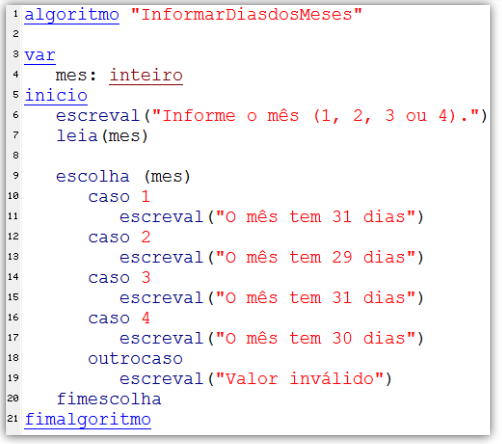 1 algoritmo "InformarDiasdosMeses"
2
3 var
4 mes: inteiro
5 inicio
6 escreval("Informe o mês (1, 2, 3 ou 4).")
7 leia(mes)
8
9 escolha (mes)
10 caso 1
11 escreval("O mês tem 31 dias")
12 caso 2
13 escreval("O mês tem 29 dias")
14 caso 3
15 escreval("O mês tem 31 dias")
16 caso 4
17 escreval("O mês tem 30 dias")
18 outrocaso
19 escreval("Valor inválido")
20 fimescolha
21 fimalgoritmo